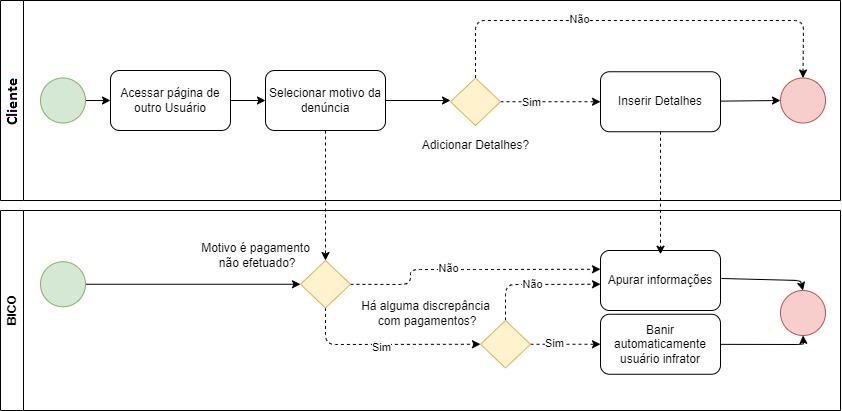 Cliente
Não
Acessar página de
outro Usuário
Selecionar motivo da
denúncia
Sim
Inserir Detalhes
Adicionar Detalhes?
BICO
Motivo é pagamento
não efetuado?
Não
Apurar informações
Há alguma discrepância
com pagamentos?
Não
Sim
Sim
Banir
automaticamente
usuário infrator